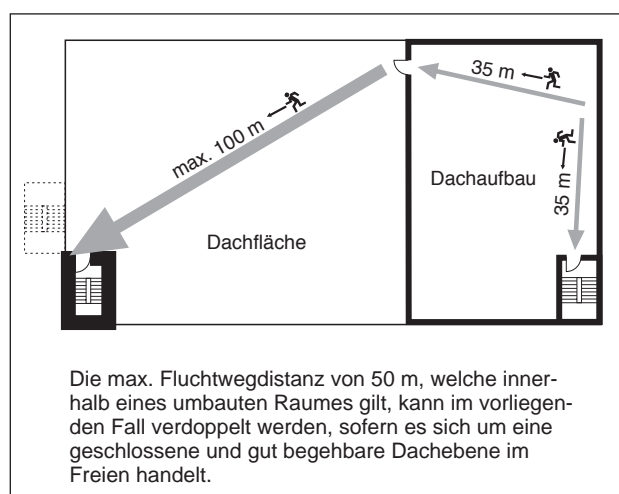 35 m
max. 100 m
35 m
Dachaufbau
Dachfläche
Die max. Fluchtwegdistanz von 50 m, welche inner-
halb eines umbauten Raumes gilt, kann im vorliegen-
den Fall verdoppelt werden, sofern es sich um eine
geschlossene und gut begehbare Dachebene im
Freien handelt.